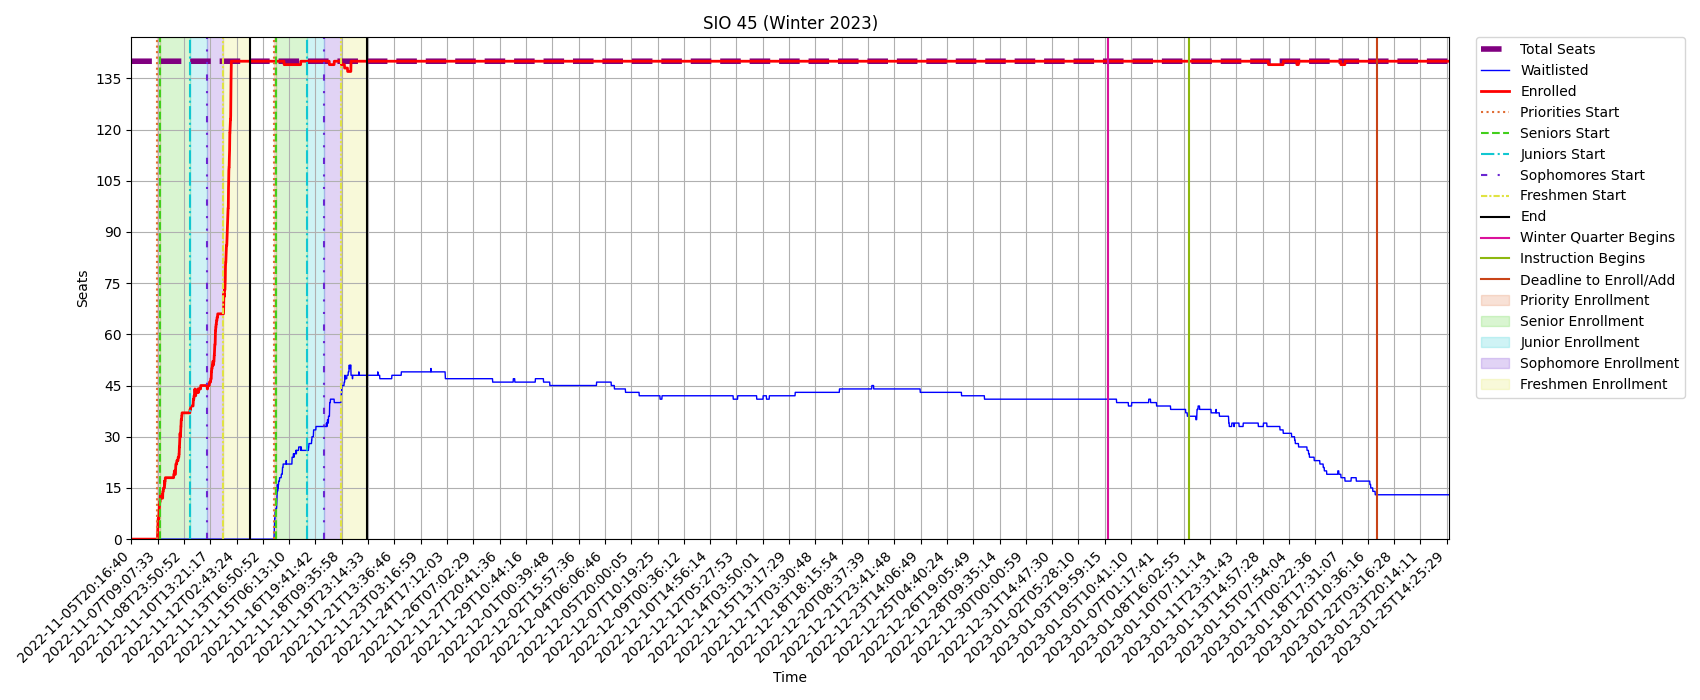 SIO 45 (Winter 2023)
Seats
135
120
105
90
75
60
45
30
15
0
2022-11-05T20:16:40
2022-11-07T09:07:33
2022-11-08T23:50:52
2022-11-10T13:21:17
2022-11-12T02:43:24
2022-11-13T16:50:52
2022-11-15T06:13:10
2022-11-16T19:41:42
2022-11-18T09:35:58
2022-11-19T23:14:33
2022-11-21T13:36:46
2022-11-23T03:16:59
2022-11-24T17:12:03
2022-11-26T07:02:29
2022-11-27T20:41:36
2022-11-29T10:44:16
2022-12-01T00:39:48
2022-12-02T15:57:36
2022-12-04T06:06:46
2022-12-05T20:00:05
2022-12-07T10:19:25
2022-12-09T00:36:12
2022-12-10T14:56:14
2022-12-12T05:27:53
2022-12-14T03:50:01
2022-12-15T13:17:29
2022-12-17T03:30:48
2022-12-18T18:15:54
2022-12-20T08:37:39
2022-12-21T23:41:48
2022-12-23T14:06:49
2022-12-25T04:40:24
2022-12-26T19:05:49
2022-12-28T09:35:14
2022-12-30T00:00:59
2022-12-31T14:47:30
2023-01-02T05:28:10
2023-01-03T19:59:15
2023-01-05T10:41:10
2023-01-07T01:17:41
2023-01-08T16:02:55
2023-01-10T07:11:14
2023-01-11T23:31:43
2023-01-13T14:57:28
2023-01-15T07:54:04
2023-01-17T00:22:36
2023-01-18T17:31:07
2023-01-20T10:36:16
2023-01-22T03:16:28
2023-01-23T20:14:11
2023-01-25T14:25:29
Time
Total Seats
Waitlisted
Enrolled
Priorities Start
Seniors Start
Juniors Start
Sophomores Start
Freshmen Start
End
Winter Quarter Begins
Instruction Begins
Deadline to Enroll/Add
Priority Enrollment
Senior Enrollment
Junior Enrollment
Sophomore Enrollment
Freshmen Enrollment